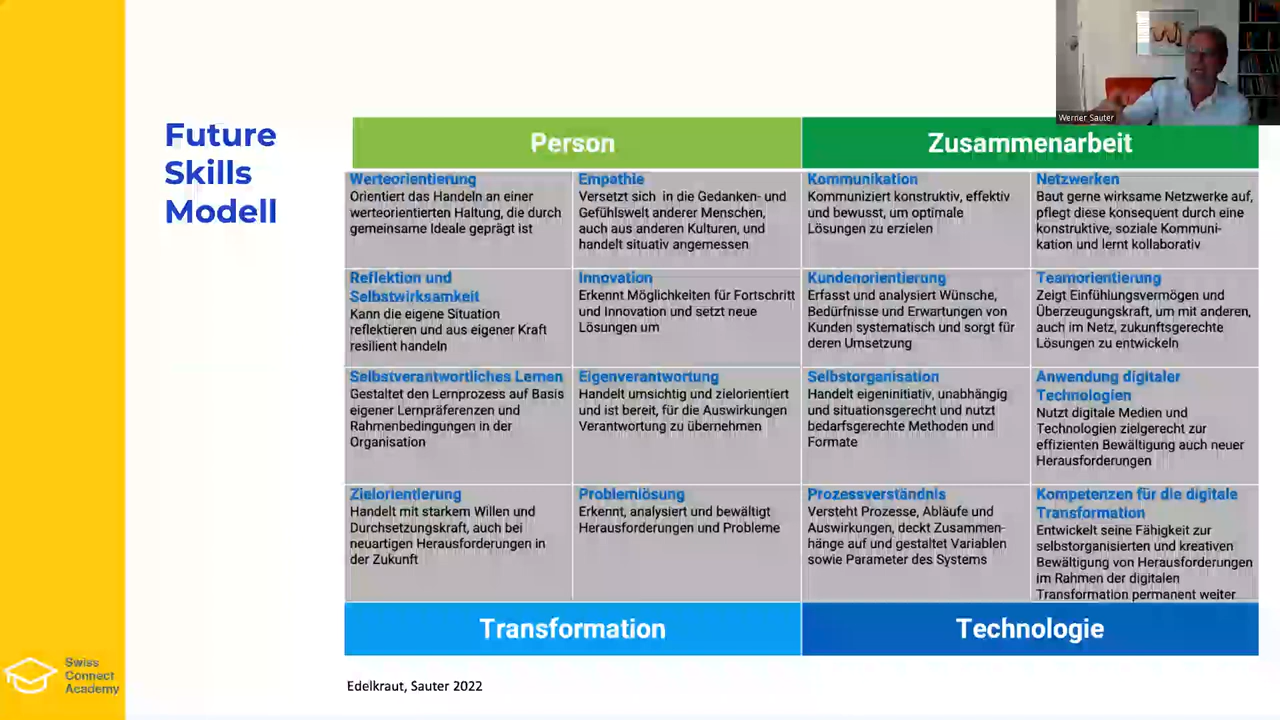 Future
Skills
Modell
Werner Sauter
Person
Zusammenarbeit
Werteorientierung
Orientiert das Handeln an einer
werteorientierten Haltung, die durch
gemeinsame Ideale geprägt ist
Empathie
Versetzt sich in die Gedanken- und
Gefühlswelt anderer Menschen,
auch aus anderen Kulturen, und
handelt situativ angemessen
Kommunikation
Kommuniziert konstruktiv, effektiv
und bewusst, um optimale
Lösungen zu erzielen
Netzwerken
Baut gerne wirksame Netzwerke auf,
pflegt diese konsequent durch eine
konstruktive, soziale Kommuni-
kation und lernt kollaborativ
Reflektion und
Selbstwirksamkeit
Kann die eigene Situation
reflektieren und aus eigener Kraft
resilient handeln
Innovation
Erkennt Möglichkeiten für Fortschritt
und Innovation und setzt neue
Lösungen um
Kundenorientierung
Erfasst und analysiert Wünsche,
Bedürfnisse und Erwartungen von
Kunden systematisch und sorgt für
deren Umsetzung
Teamorientierung
Zeigt Einfühlungsvermögen und
Überzeugungskraft, um mit anderen,
auch im Netz, zukunftsgerechte
Lösungen zu entwickeln
Selbstverantwortliches Lernen
Gestaltet den Lernprozess auf Basis
eigener Lernpräferenzen und
Rahmenbedingungen in der
Organisation
Eigenverantwortung
Handelt umsichtig und zielorientiert
und ist bereit, für die Auswirkungen
Verantwortung zu übernehmen
Selbstorganisation
Handelt eigeninitiativ, unabhängig
und situationsgerecht und nutzt
bedarfsgerechte Methoden und
Formate
Anwendung digitaler
Technologien
Nutzt digitale Medien und
Technologien zielgerecht zur
effizienten Bewältigung auch neuer
Herausforderungen
Zielorientierung
Handelt mit starkem Willen und
Durchsetzungskraft, auch bei
neuartigen Herausforderungen in
der Zukunft
Problemlösung
Erkennt, analysiert und bewältigt
Herausforderungen und Probleme
Prozessverständnis
Versteht Prozesse, Abläufe und
Auswirkungen, deckt Zusammen-
hänge auf und gestaltet Variablen
sowie Parameter des Systems
Kompetenzen für die digitale
Transformation
Entwickelt seine Fähigkeit zur
selbstorganisierten und kreativen
Bewältigung von Herausforderungen
im Rahmen der digitalen
Transformation permanent weiter
Transformation
Technologie
Swiss
Connect
Academy
Edelkraut, Sauter 2022